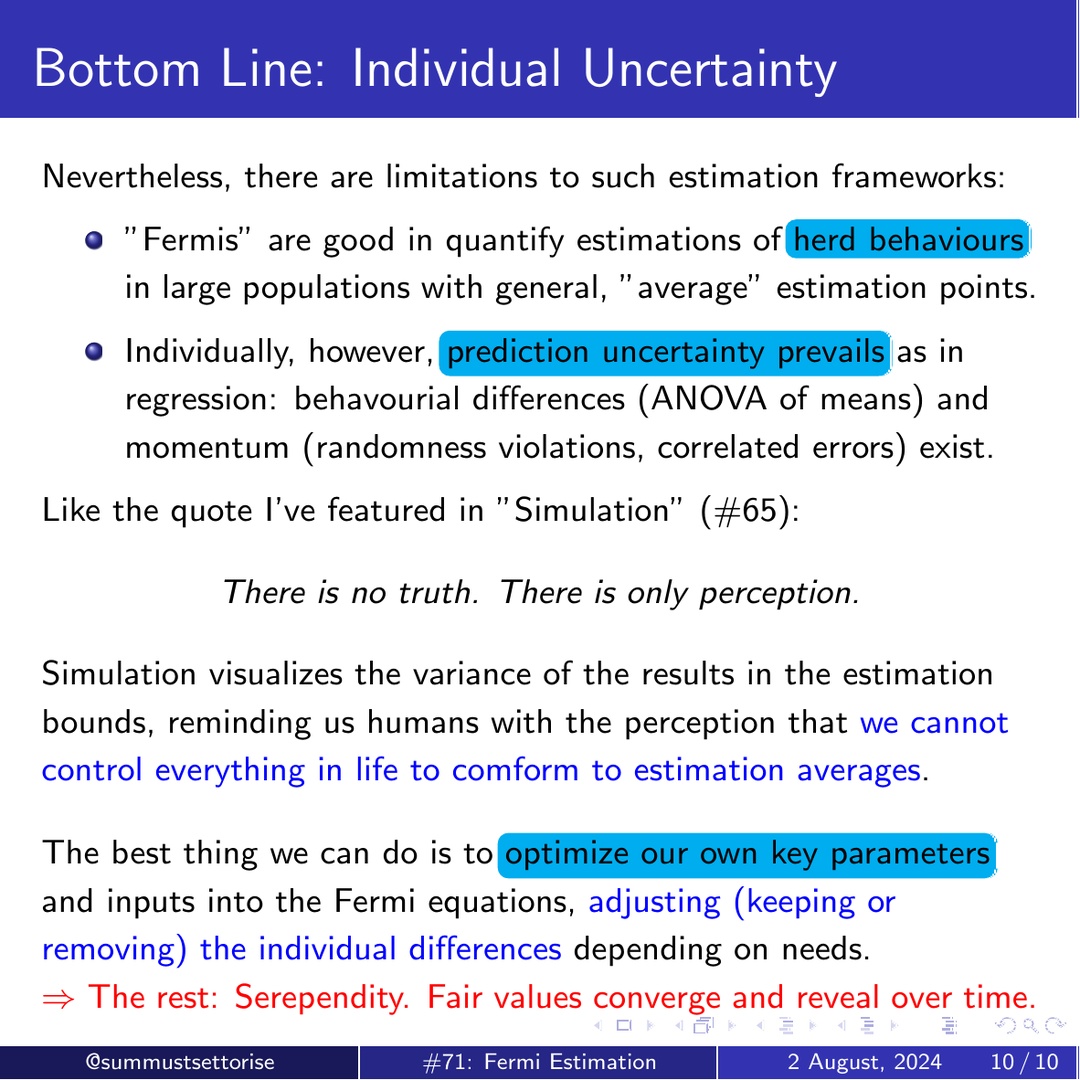 Bottom Line: Individual Uncertainty
Nevertheless, there are limitations to such estimation frameworks:
”Fermis” are good in quantify estimations of herd behaviours
in large populations with general, ”average” estimation points.
Individually, however, prediction uncertainty prevails as in
regression: behavourial differences (ANOVA of means) and
momentum (randomness violations, correlated errors) exist.
Like the quote I've featured in ”Simulation” (#65):
There is no truth. There is only perception.
Simulation visualizes the variance of the results in the estimation
bounds, reminding us humans with the perception that we cannot
control everything in life to comform to estimation averages.
The best thing we can do is to optimize our own key parameters
and inputs into the Fermi equations, adjusting (keeping or
removing) the individual differences depending on needs.
⇒ The rest: Serependity. Fair values converge and reveal over time.
@summustsettorise #71: Fermi Estimation 2 August, 2024 10 / 10